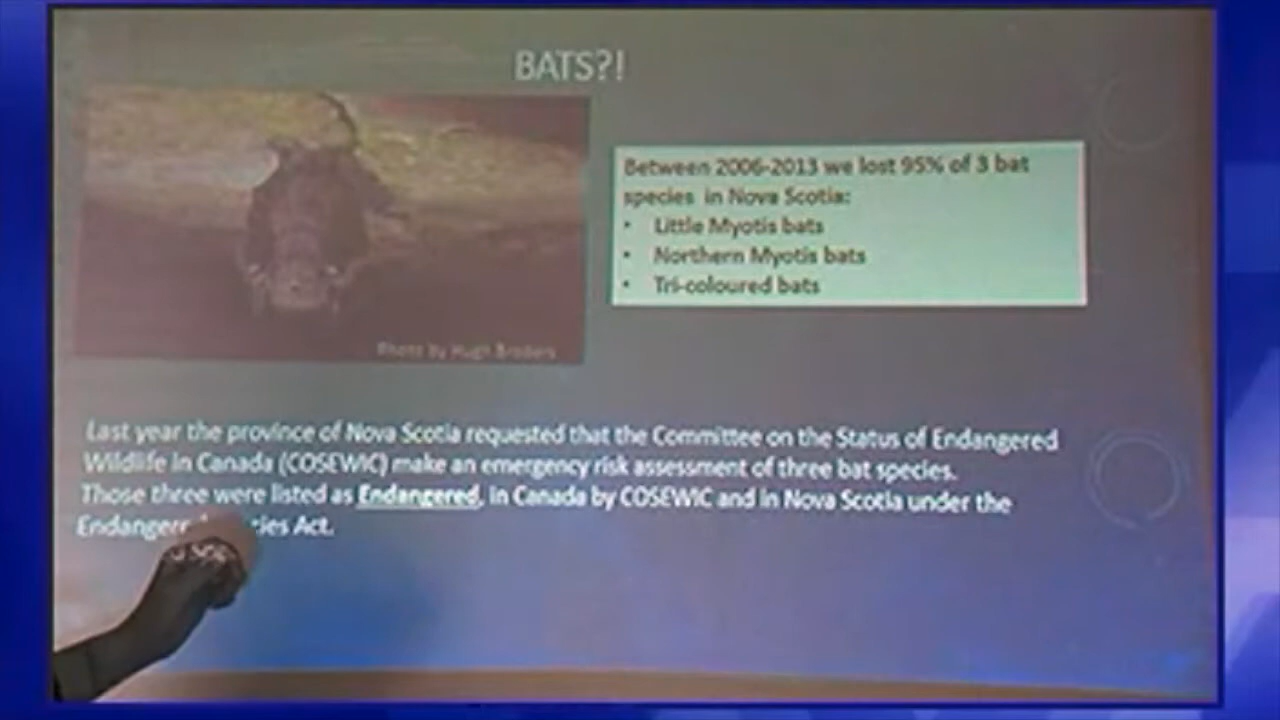 BATS?!
Between 2006-2013 we lost 95% of 3 bat
species in Nova Scotia:
• Little Myotis bats
• Northern Myotis bats
• Tri-coloured bats
Photo by Hugh Broders
Last year the province of Nova Scotia requested that the Committee on the Status of Endangered
Wildlife in Canada (COSEWIC) make an emergency risk assessment of three bat species.
Those three were listed as Endangered, in Canada by COSEWIC and in Nova Scotia under the
Act.